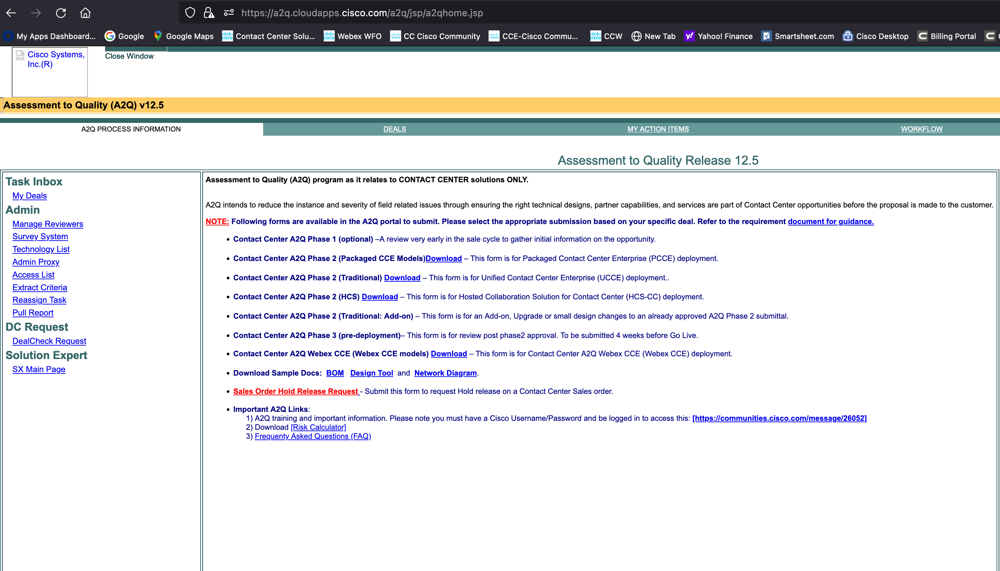 https://a2q.cloudapps.cisco.com/a2q/jsp/a2qhome.jsp
My Apps Dashboard... Google Google Maps Contact Center Solu... Webex WFO CC Cisco Community CCE-Cisco Commu... CCW New Tab Yahoo! Finance Smartsheet.com Cisco Desktop Billing Portal
Cisco Systems,
Inc.(R)
Close Window
Assessment to Quality (A2Q) v12.5
A2Q PROCESS INFORMATION DEALS MY ACTION ITEMS WORKFLOW
Assessment to Quality Release 12.5
Task Inbox
My Deals
Admin
Manage Reviewers
Survey System
Technology List
Admin Proxy
Access List
Extract Criteria
Reassign Task
Pull Report
DC Request
DealCheck Request
Solution Expert
SX Main Page
Assessment to Quality (A2Q) program as it relates to CONTACT CENTER solutions ONLY.
A2Q intends to reduce the instance and severity of field related issues through ensuring the right technical designs, partner capabilities, and services are part of Contact Center opportunities before the proposal is made to the customer.
NOTE: Following forms are available in the A2Q portal to submit. Please select the appropriate submission based on your specific deal. Refer to the requirement document for guidance.
• Contact Center A2Q Phase 1 (optional) –A review very early in the sale cycle to gather initial information on the opportunity.
• Contact Center A2Q Phase 2 (Packaged CCE Models)Download – This form is for Packaged Contact Center Enterprise (PCCE) deployment.
• Contact Center A2Q Phase 2 (Traditional) Download – This form is for Unified Contact Center Enterprise (UCCE) deployment..
• Contact Center A2Q Phase 2 (HCS) Download – This form is for Hosted Collaboration Solution for Contact Center (HCS-CC) deployment.
• Contact Center A2Q Phase 2 (Traditional: Add-on) – This form is for an Add-on, Upgrade or small design changes to an already approved A2Q Phase 2 submittal.
• Contact Center A2Q Phase 3 (pre-deployment)– This form is for review post phase2 approval. To be submitted 4 weeks before Go Live.
• Contact Center A2Q Webex CCE (Webex CCE models) Download – This form is for Contact Center A2Q Webex CCE (Webex CCE) deployment.
• Download Sample Docs: BOM Design Tool and Network Diagram.
• Sales Order Hold Release Request - Submit this form to request Hold release on a Contact Center Sales order.
• Important A2Q Links:
1) A2Q training and important information. Please note you must have a Cisco Username/Password and be logged in to access this: [https://communities.cisco.com/message/26052]
2) Download [Risk Calculator]
3) Frequenty Asked Questions (FAQ)